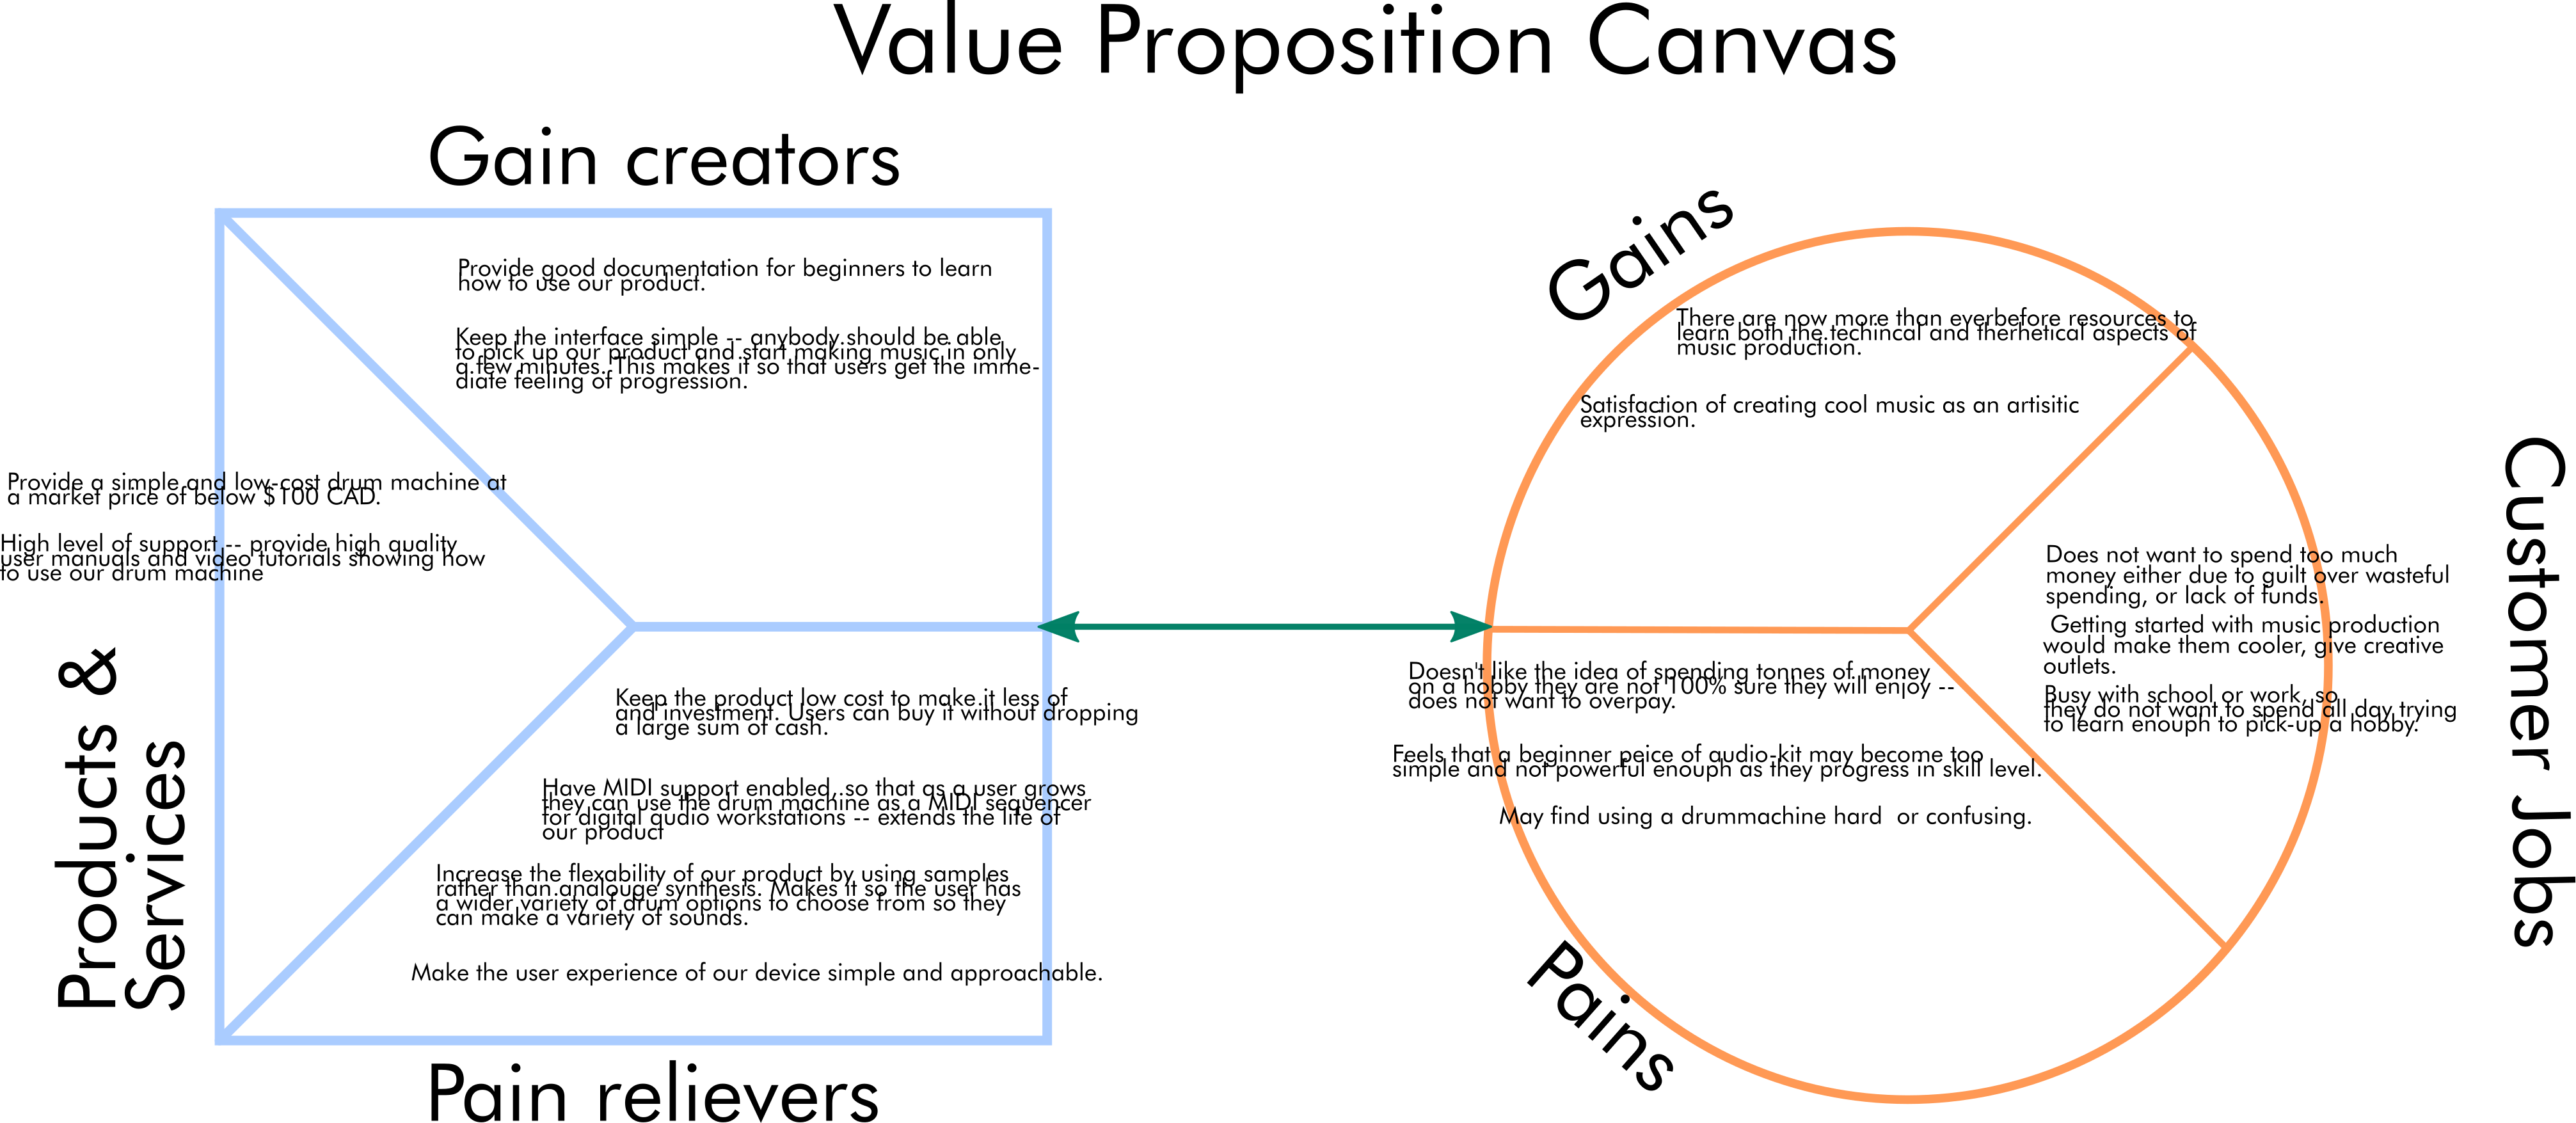 Value Proposition Canvas
Gain creators
Provide good documentation for beginners to learn
how to use our product.
Keep the interface simple -- anybody should be able
to pick up our product and start making music in only
a few minutes. This makes it so that users get the imme-
diate feeling of progression.
Provide a simple and low-cost drum machine at
a market price of below $100 CAD.
High level of support -- provide high quality
user manuals and video tutorials showing how
to use our drum machine
Products &
Services
Keep the product low cost to make it less of
and investment. Users can buy it without dropping
a large sum of cash.
Have MIDI support enabled, so that as a user grows
they can use the drum machine as a MIDI sequencer
for digital audio workstations -- extends the life of
our product
Increase the flexability of our product by using samples
rather than analouge synthesis. Makes it so the user has
a wider variety of drum options to choose from so they
can make a variety of sounds.
Make the user experience of our device simple and approachable.
Pain relievers
Gains
There are now more than everbefore resources to
learn both the techincal and therhetical aspects of
music production.
Satisfaction of creating cool music as an artisitic
expression.
Does not want to spend too much
money either due to guilt over wasteful
spending, or lack of funds.
Getting started with music production
would make them cooler, give creative
outlets.
Busy with school or work, so
they do not want to spend all day trying
to learn enouph to pick-up a hobby.
Customer Jobs
Doesn't like the idea of spending tonnes of money
on a hobby they are not 100% sure they will enjoy --
does not want to overpay.
Feels that a beginner peice of audio-kit may become too
simple and not powerful enouph as they progress in skill level.
May find using a drummachine hard  or confusing.
Pains